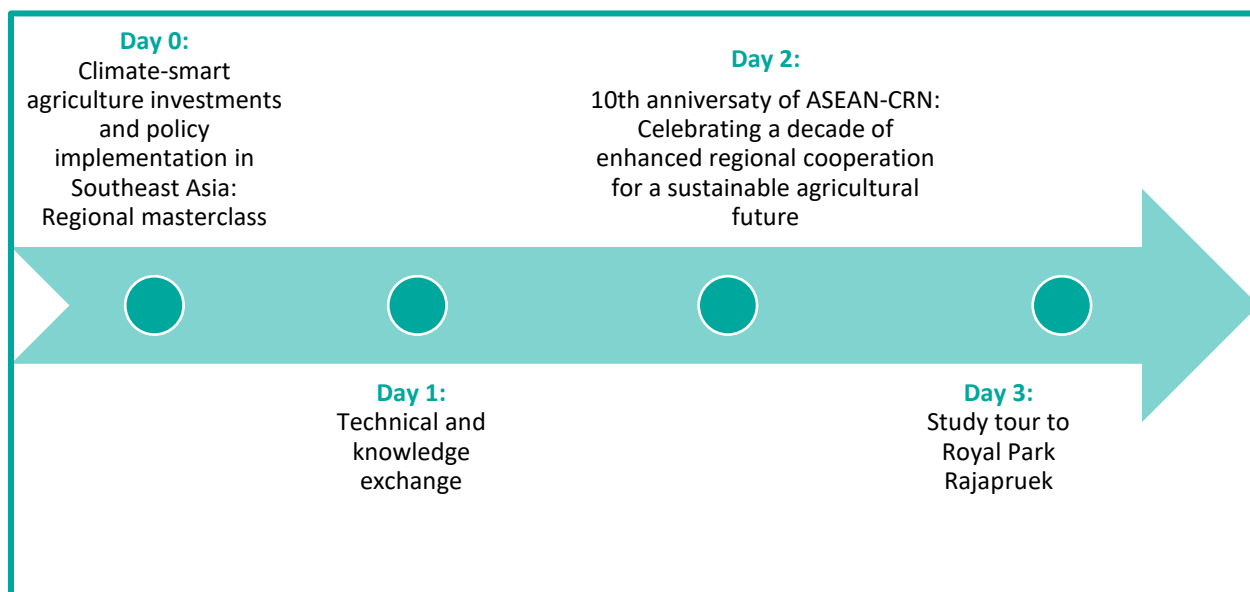 Day 0:
Climate-smart
agriculture investments
and policy
implementation in
Southeast Asia:
Regional masterclass
Day 1:
Technical and
knowledge
exchange
Day 2:
10th anniversaty of ASEAN-CRN:
Celebrating a decade of
enhanced regional cooperation
for a sustainable agricultural
future
Day 3:
Study tour to
Royal Park
Rajapruek